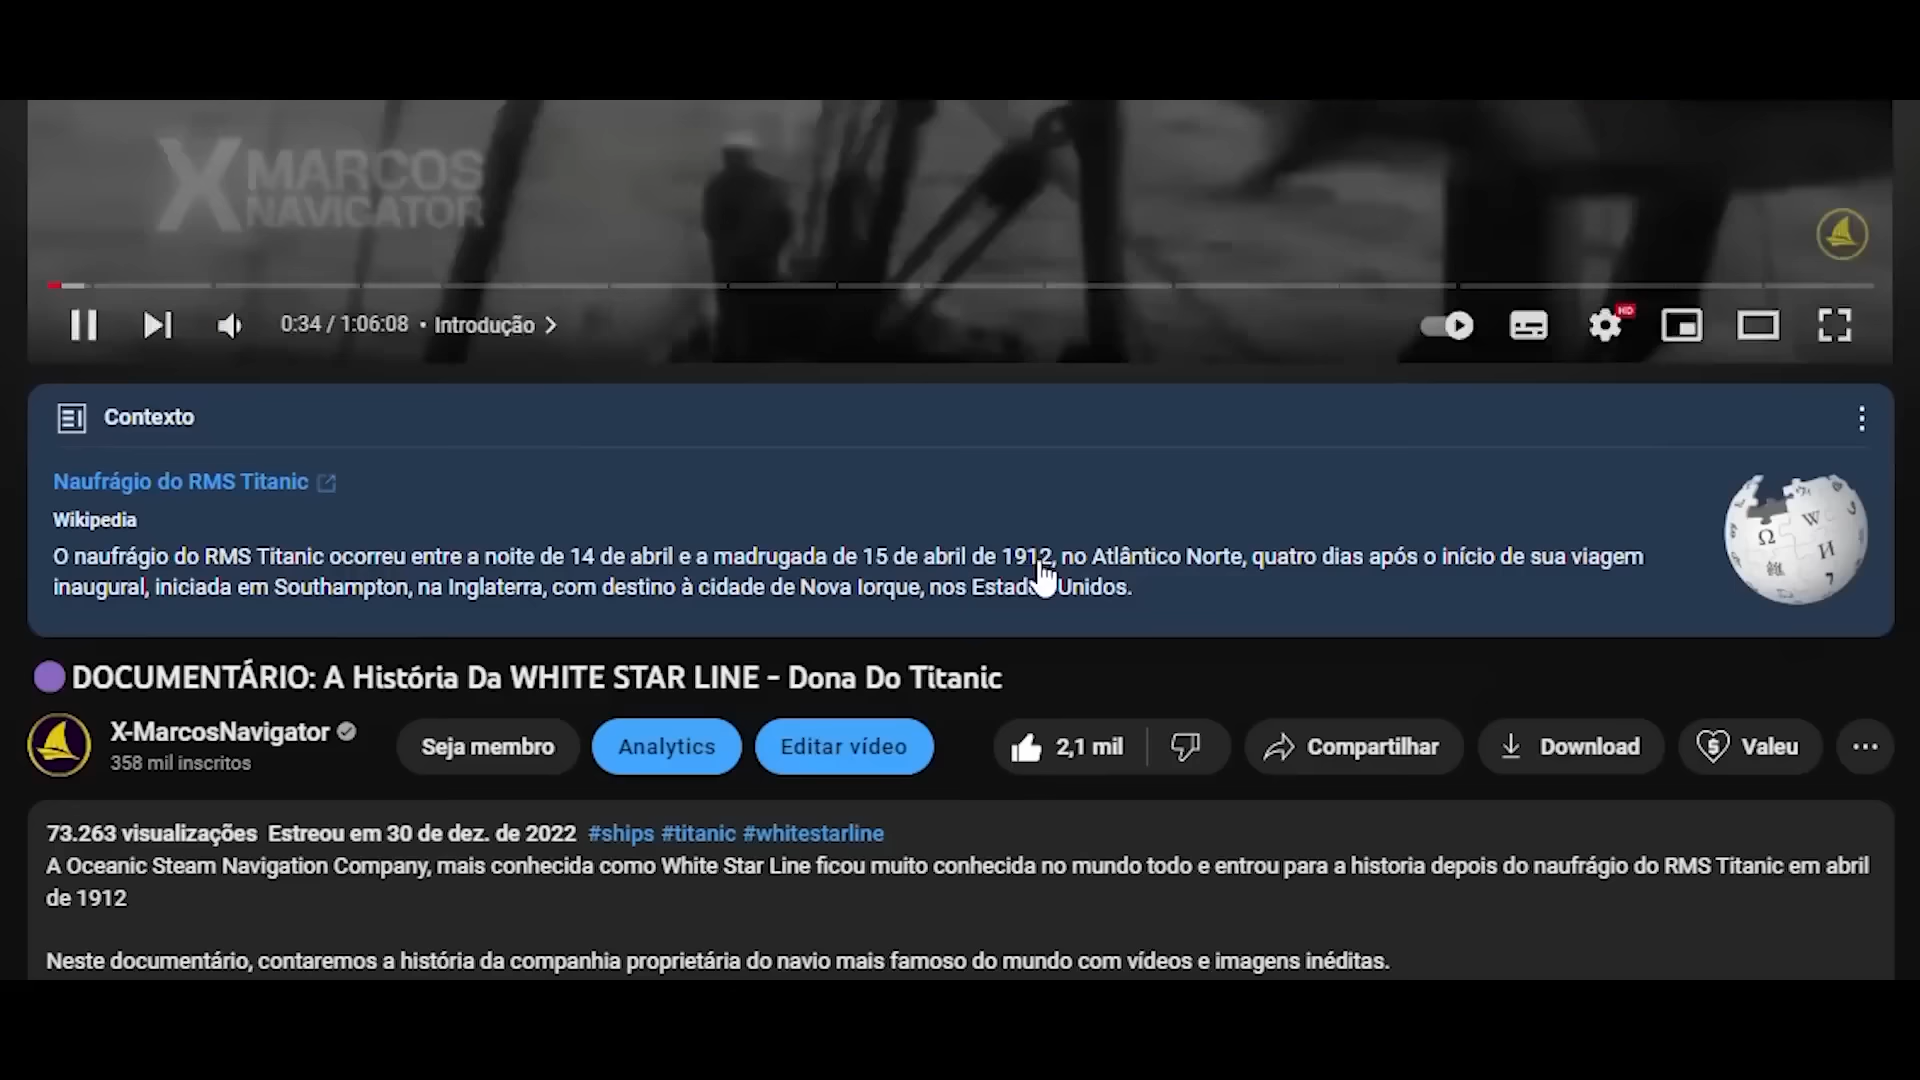 X MARCOS
NAVIGATOR
0:34 / 1:06:08 • Introdução
HD
Contexto
Naufrágio do RMS Titanic
Wikipedia
O naufrágio do RMS Titanic ocorreu entre a noite de 14 de abril e a madrugada de 15 de abril de 1912, no Atlântico Norte, quatro dias após o início de sua viagem
inaugural, iniciada em Southampton, na Inglaterra, com destino à cidade de Nova Iorque, nos Estados Unidos.
DOCUMENTÁRIO: A História Da WHITE STAR LINE - Dona Do Titanic
X-MarcosNavigator
358 mil inscritos
Seja membro
Analytics
Editar vídeo
2,1 mil
Compartilhar
Download
Valeu
73.263 visualizações Estreou em 30 de dez. de 2022 #ships #titanic #whitestarline
A Oceanic Steam Navigation Company, mais conhecida como White Star Line ficou muito conhecida no mundo todo e entrou para a historia depois do naufrágio do RMS Titanic em abril
de 1912
Neste documentário, contaremos a história da companhia proprietária do navio mais famoso do mundo com vídeos e imagens inéditas.